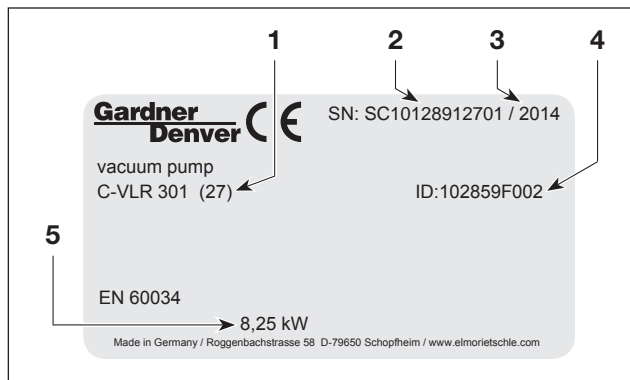 1 2 3 4
Gardner
Denver CE SN: SC10128912701 / 2014
vacuum pump
C-VLR 301 (27) ID:102859F002
5
EN 60034
8,25 kW
Made in Germany / Roggenbachstrasse 58 D-79650 Schopfheim / www.elmorietschle.com